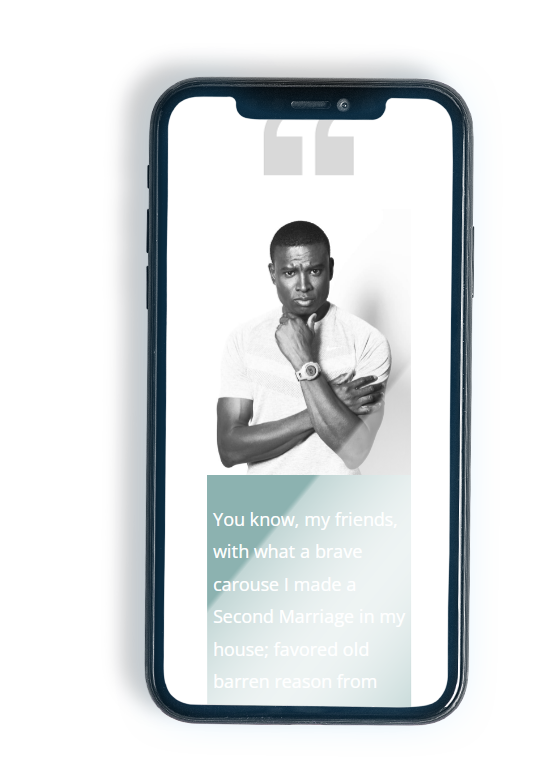 “
You know, my friends,
with what a brave
carouse I made a
Second Marriage in my
house; favored old
barren reason from